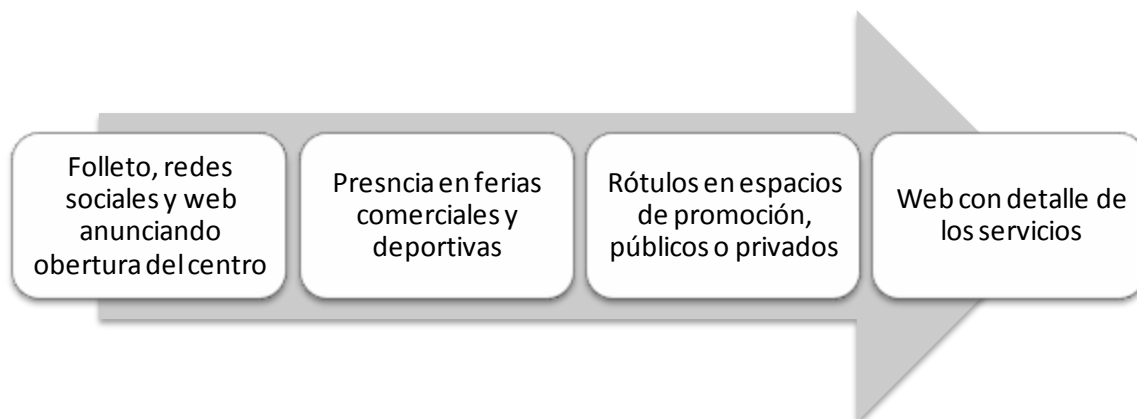 Folleto, redes
sociales y web
anunciando
obertura del centro
Presncia en ferias
comerciales y
deportivas
Rótulos en espacios
de promoción,
públicos o privados
Web con detalle de
los servicios